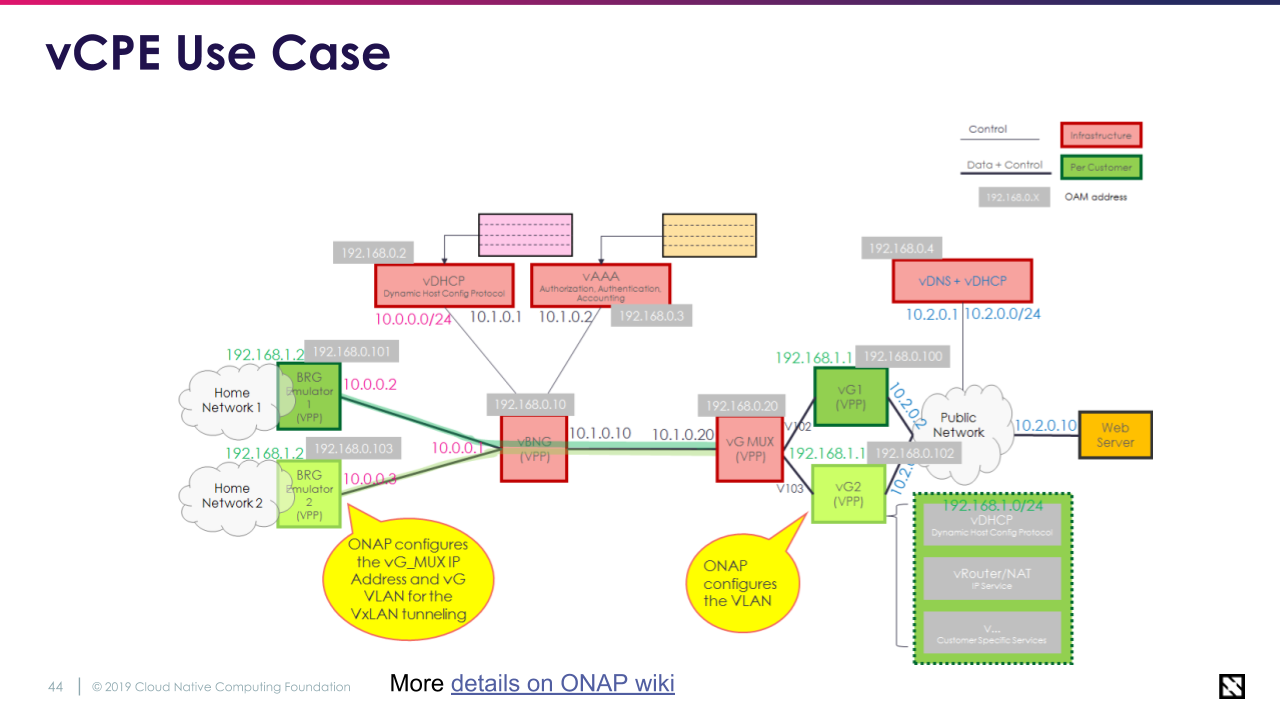 vCPE Use Case
Control
Infrastructure
Data + Control
Per Customer
192.168.0.X
OAM address
192.168.0.2
192.168.0.4
vDHCP
Dynamic Host Config Protocol
vAAA
Authorization, Authentication,
Accounting
vDNS + vDHCP
10.0.0.0/24
10.1.0.1
10.1.0.2
192.168.0.3
10.2.0.1
10.2.0.0/24
192.168.1.2
192.168.0.101
192.168.1.1
192.168.0.100
Home
Network 1
BRG
Emulator
1
(VPP)
10.0.0.2
192.168.0.10
192.168.0.20
vG1
(VPP)
10.2.0.
Public
Network
10.2.0.10
Web
Server
V102
10.0.0.1
vBNG
(VPP)
10.1.0.10
10.1.0.20
vG MUX
(VPP)
192.168.1.2
192.168.0.103
192.168.1.1
192.168.0.102
Home
Network 2
BRG
Emulator
2
(VPP)
10.0.0.3
V103
vG2
(VPP)
10.2.0.
192.168.1.0/24
vDHCP
Dynamic Host Config Protocol
vRouter/NAT
IP Service
v...
Customer Specific Services
ONAP configures
the vG_MUX IP
Address and vG
VLAN for the
VxLAN tunneling
ONAP
configures
the VLAN
44
© 2019 Cloud Native Computing Foundation
More details on ONAP wiki